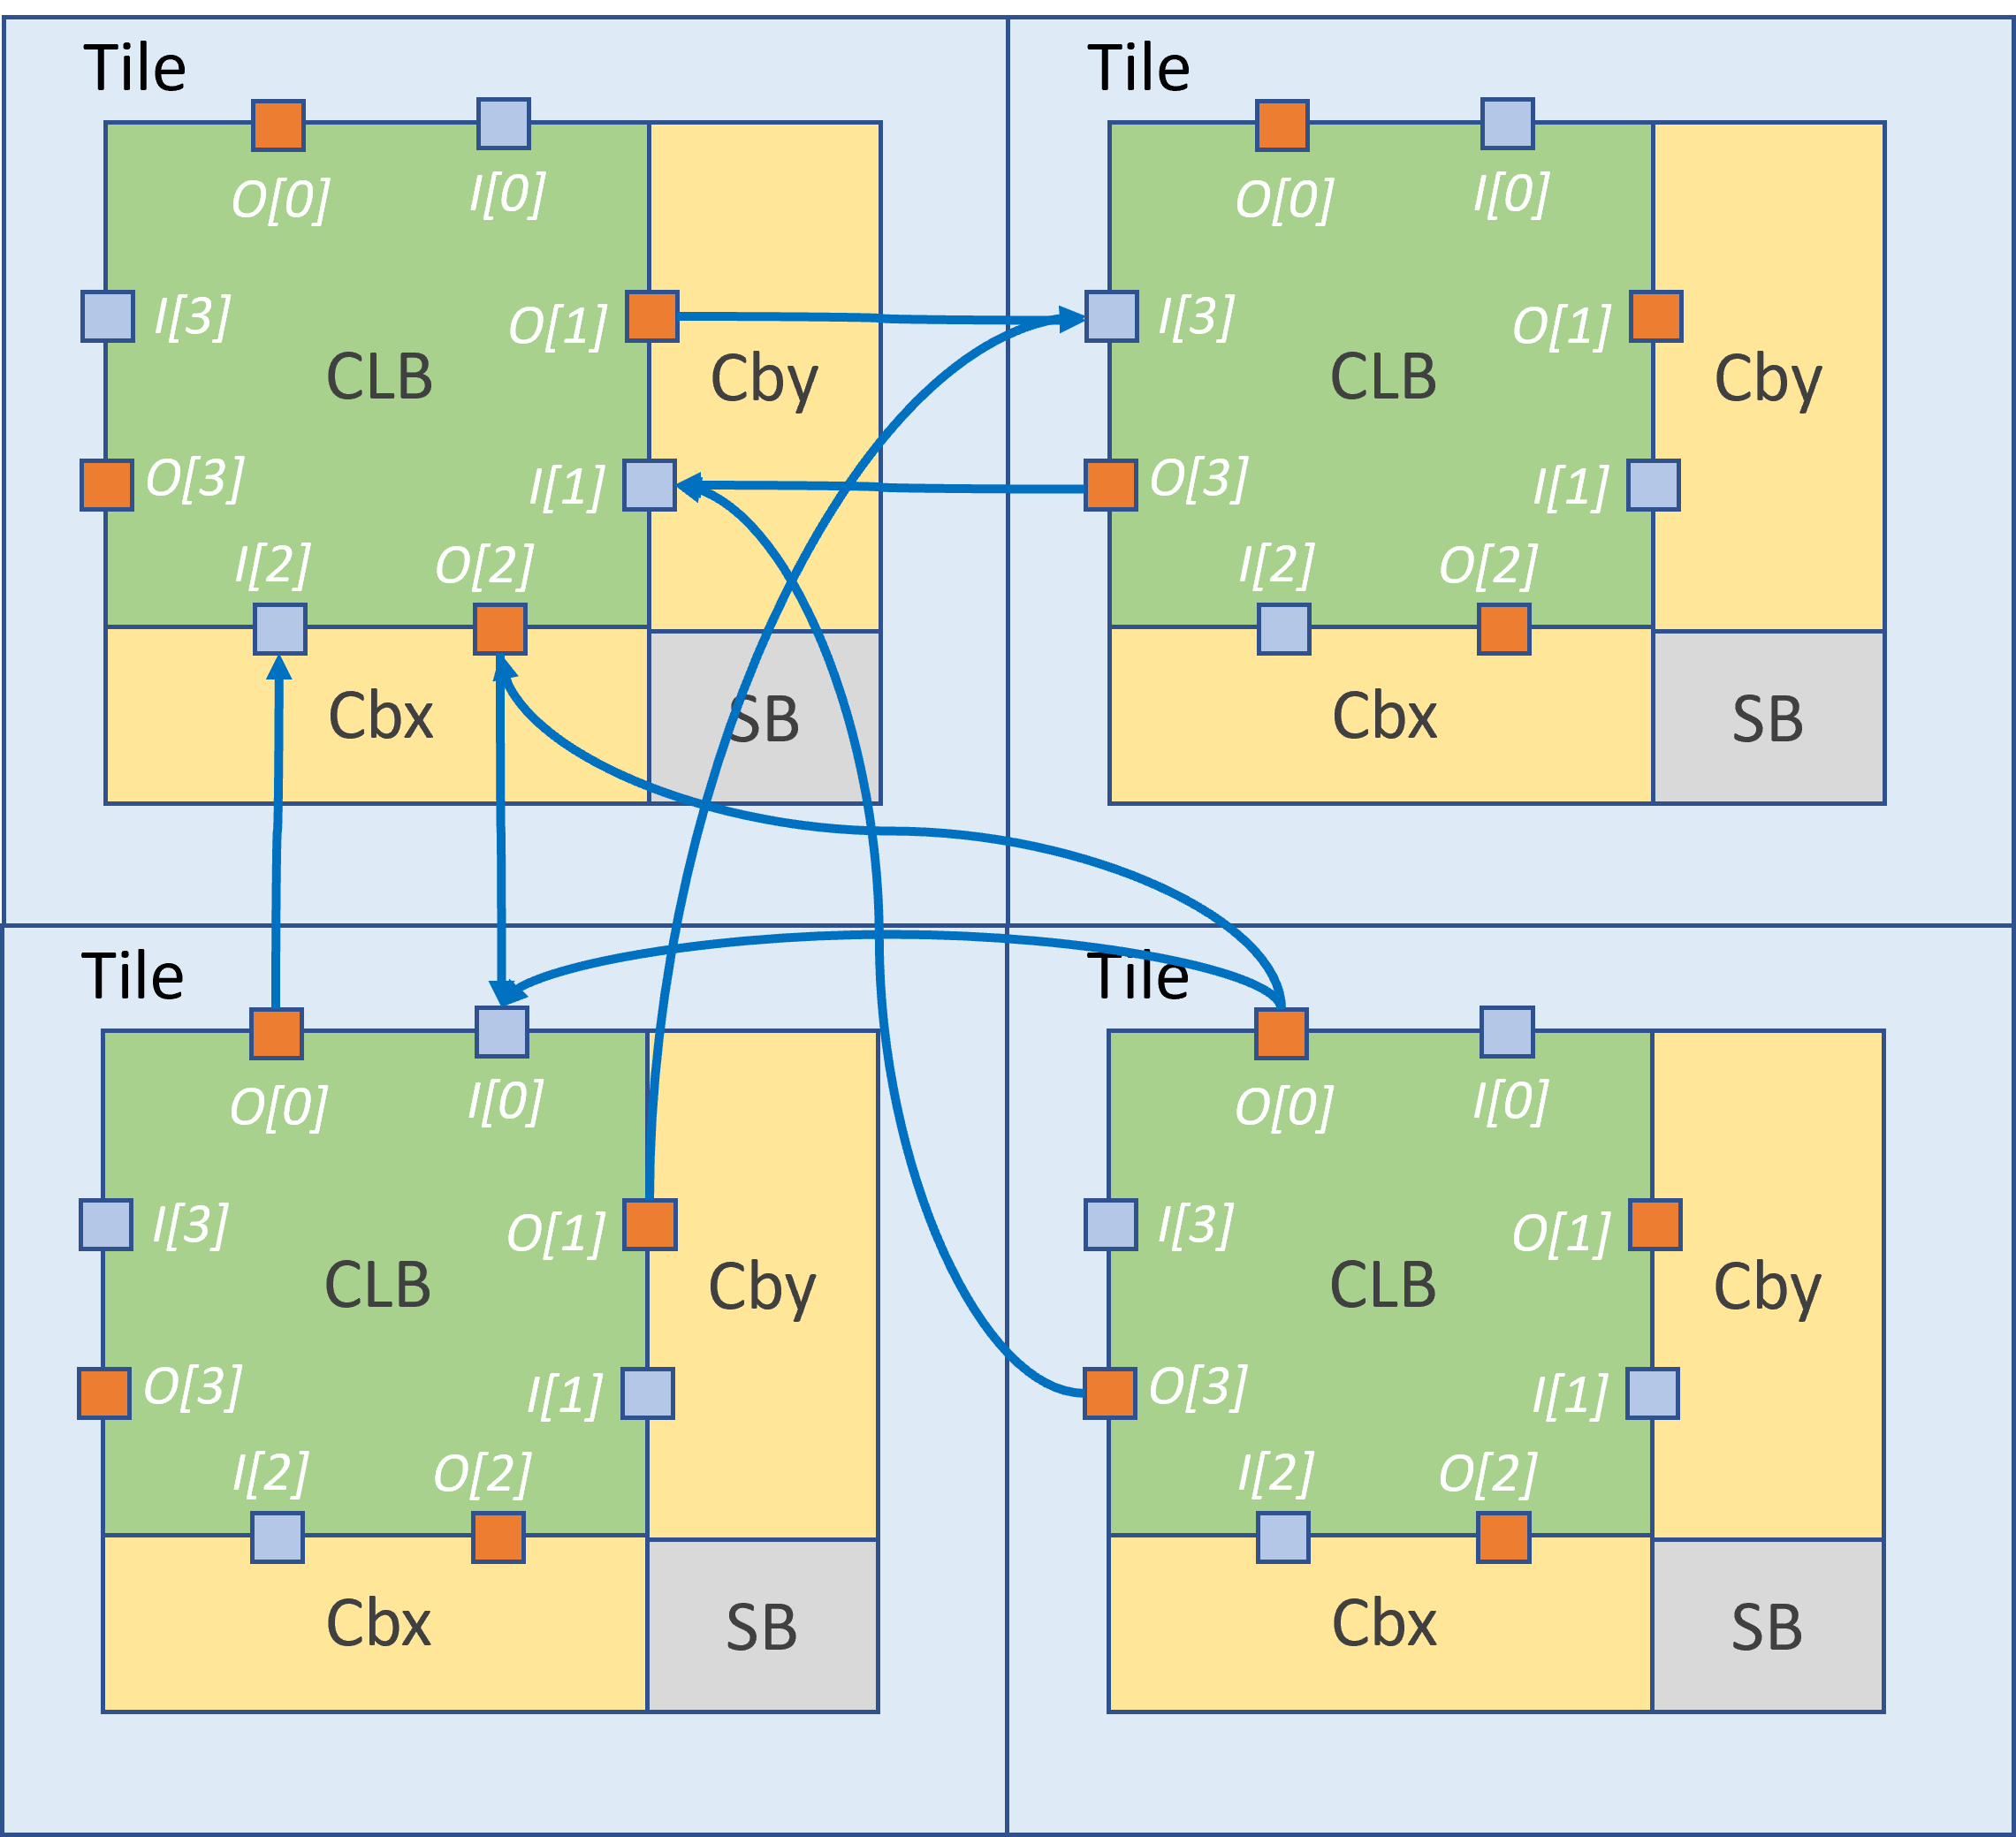 Tile
O[0]
I[0]
I[3]
O[1]
CLB
Cby
O[3]
I[1]
I[2]
O[2]
Cbx
SB
Tile
O[0]
I[0]
I[3]
O[1]
CLB
Cby
O[3]
I[1]
I[2]
O[2]
Cbx
SB
Tile
O[0]
I[0]
I[3]
O[1]
CLB
Cby
O[3]
I[1]
I[2]
O[2]
Cbx
SB
Tile
O[0]
I[0]
I[3]
O[1]
CLB
Cby
O[3]
I[1]
I[2]
O[2]
Cbx
SB